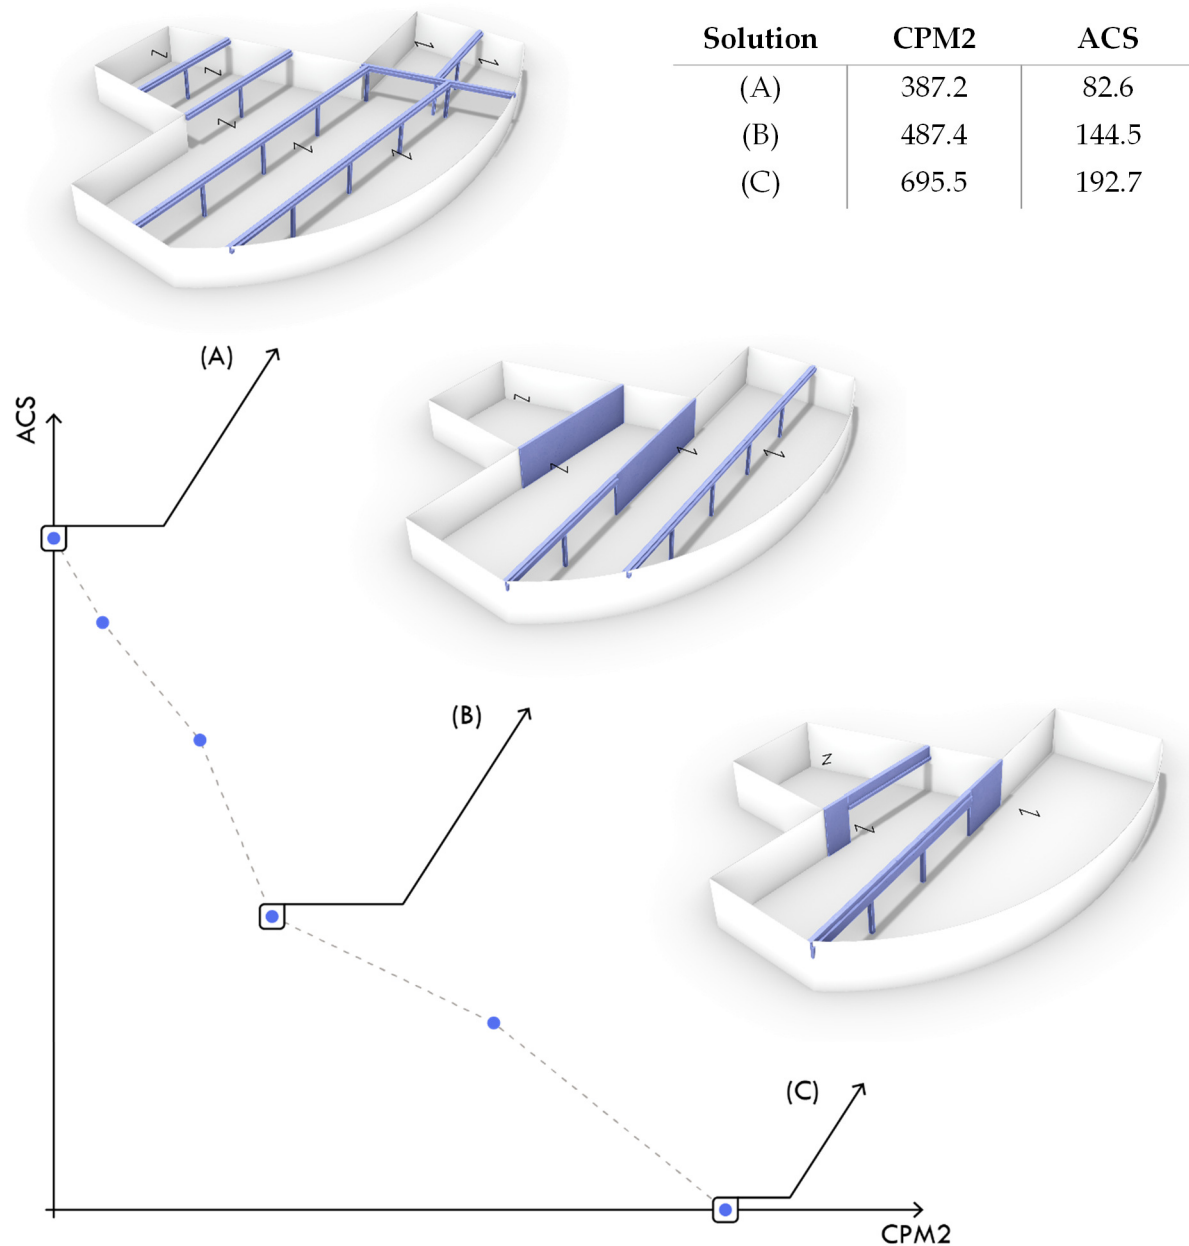 Solution CPM2 ACS
(A) 387.2 82.6
(B) 487.4 144.5
(C) 695.5 192.7
(A)
ACS
(B)
(C)
CPM2